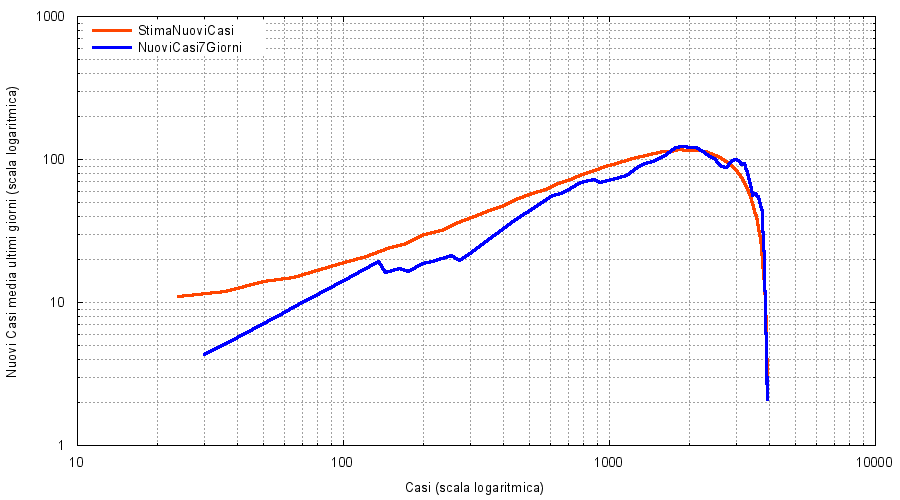 1000
StimaNuoviCasi
NuoviCasi7Giorni
100
10
1
10
100
1000
10000
Nuovi Casi media ultimi giorni (scala logaritmica)
Casi (scala logaritmica)